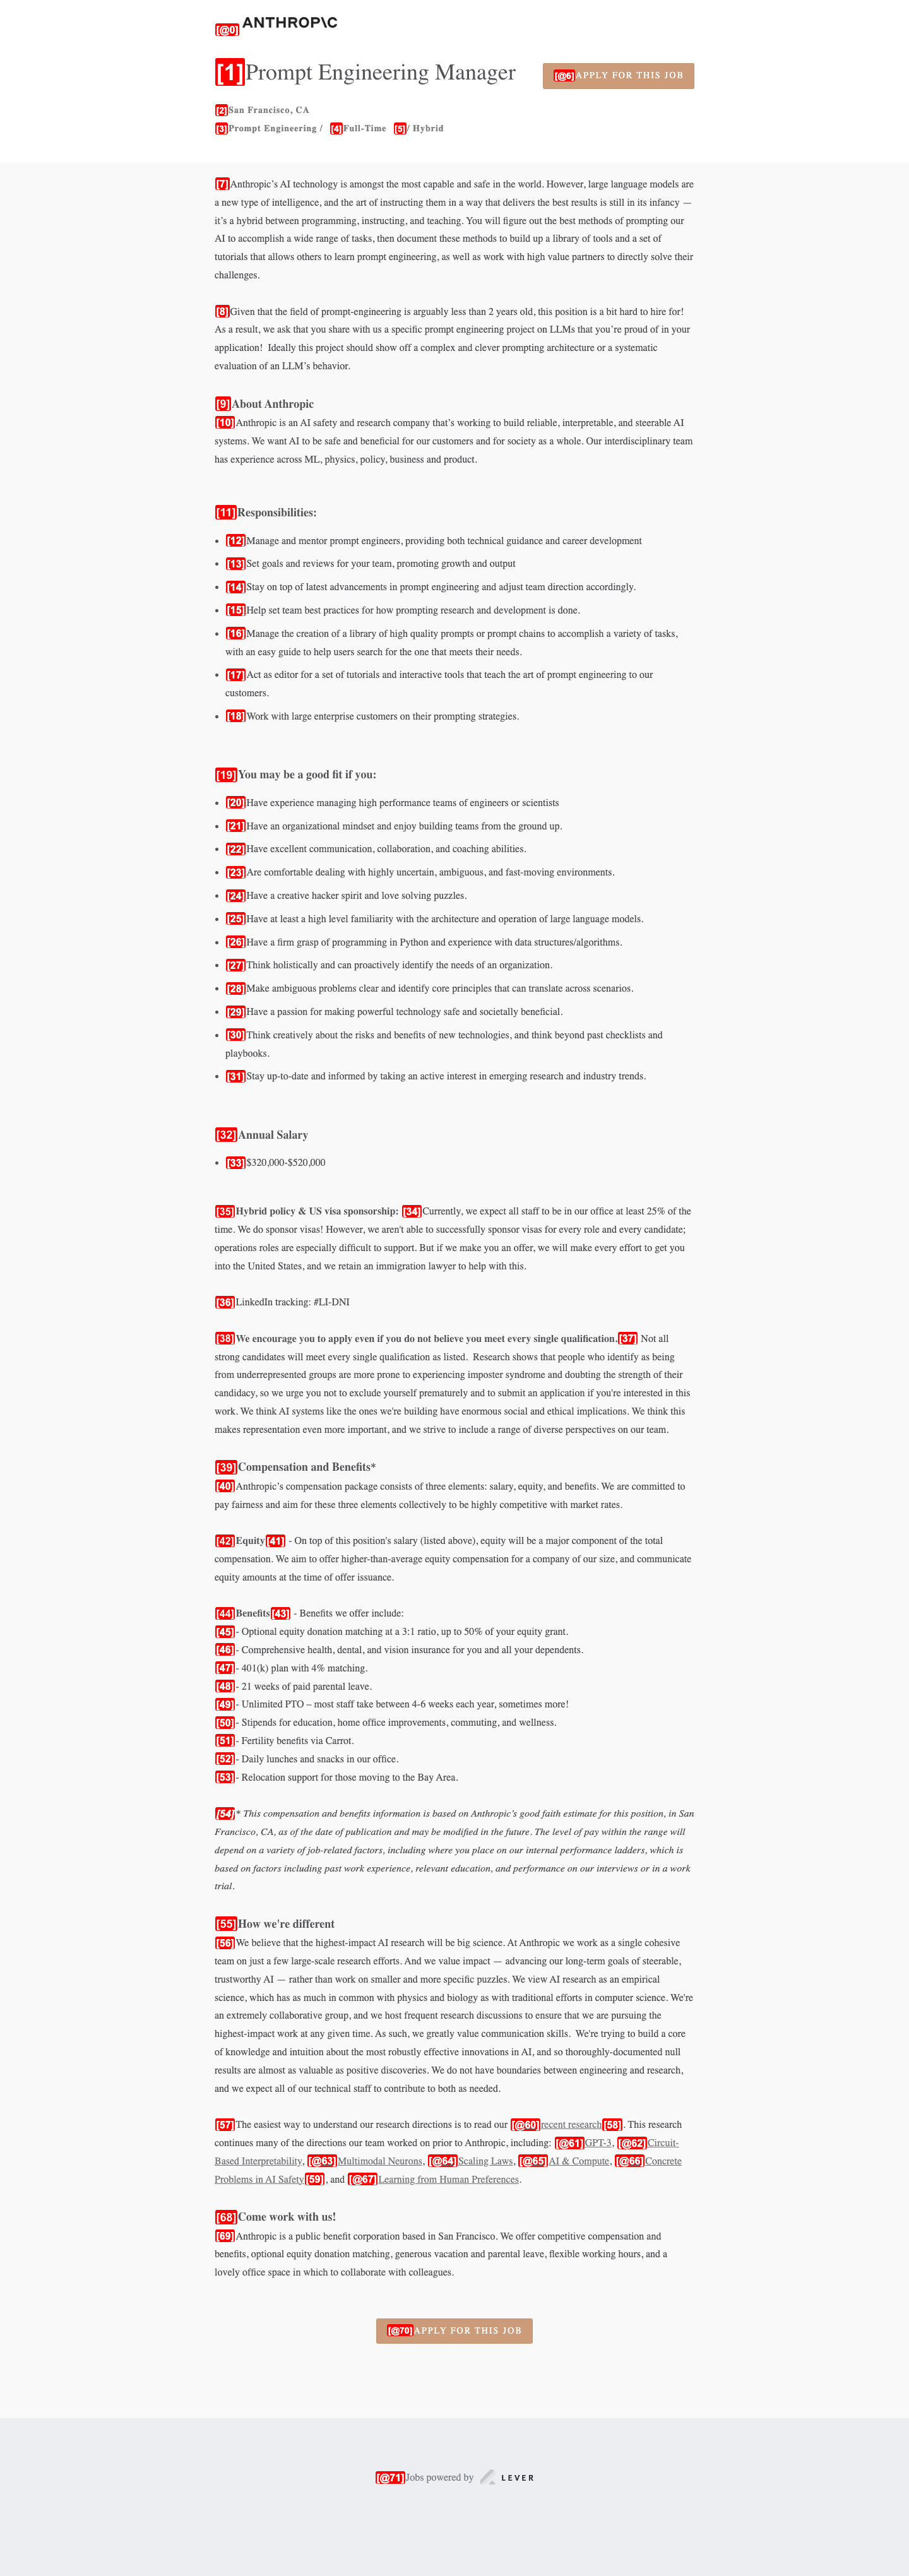 [@0] ANTHROP\C
[1]Prompt Engineering Manager
[@6]APPLY FOR THIS JOB
[2]San Francisco, CA
[3]Prompt Engineering / [4]Full-Time [5]/ Hybrid
[7]Anthropic’s AI technology is amongst the most capable and safe in the world. However, large language models are
a new type of intelligence, and the art of instructing them in a way that delivers the best results is still in its infancy —
it’s a hybrid between programming, instructing, and teaching. You will figure out the best methods of prompting our
AI to accomplish a wide range of tasks, then document these methods to build up a library of tools and a set of
tutorials that allows others to learn prompt engineering, as well as work with high value partners to directly solve their
challenges.
[8]Given that the field of prompt-engineering is arguably less than 2 years old, this position is a bit hard to hire for!
As a result, we ask that you share with us a specific prompt engineering project on LLMs that you’re proud of in your
application!  Ideally this project should show off a complex and clever prompting architecture or a systematic
evaluation of an LLM’s behavior.
[9]About Anthropic
[10]Anthropic is an AI safety and research company that’s working to build reliable, interpretable, and steerable AI
systems. We want AI to be safe and beneficial for our customers and for society as a whole. Our interdisciplinary team
has experience across ML, physics, policy, business and product.
[11]Responsibilities:
• [12]Manage and mentor prompt engineers, providing both technical guidance and career development
• [13]Set goals and reviews for your team, promoting growth and output
• [14]Stay on top of latest advancements in prompt engineering and adjust team direction accordingly.
• [15]Help set team best practices for how prompting research and development is done.
• [16]Manage the creation of a library of high quality prompts or prompt chains to accomplish a variety of tasks,
with an easy guide to help users search for the one that meets their needs.
• [17]Act as editor for a set of tutorials and interactive tools that teach the art of prompt engineering to our
customers.
• [18]Work with large enterprise customers on their prompting strategies.
[19]You may be a good fit if you:
• [20]Have experience managing high performance teams of engineers or scientists
• [21]Have an organizational mindset and enjoy building teams from the ground up.
• [22]Have excellent communication, collaboration, and coaching abilities.
• [23]Are comfortable dealing with highly uncertain, ambiguous, and fast-moving environments.
• [24]Have a creative hacker spirit and love solving puzzles.
• [25]Have at least a high level familiarity with the architecture and operation of large language models.
• [26]Have a firm grasp of programming in Python and experience with data structures/algorithms.
• [27]Think holistically and can proactively identify the needs of an organization.
• [28]Make ambiguous problems clear and identify core principles that can translate across scenarios.
• [29]Have a passion for making powerful technology safe and societally beneficial.
• [30]Think creatively about the risks and benefits of new technologies, and think beyond past checklists and
playbooks.
• [31]Stay up-to-date and informed by taking an active interest in emerging research and industry trends.
[32]Annual Salary
• [33]$320,000-$520,000
[35]Hybrid policy & US visa sponsorship: [34]Currently, we expect all staff to be in our office at least 25% of the
time. We do sponsor visas! However, we aren't able to successfully sponsor visas for every role and every candidate;
operations roles are especially difficult to support. But if we make you an offer, we will make every effort to get you
into the United States, and we retain an immigration lawyer to help with this.
[36]LinkedIn tracking: #LI-DNI
[38]We encourage you to apply even if you do not believe you meet every single qualification.[37] Not all
strong candidates will meet every single qualification as listed.  Research shows that people who identify as being
from underrepresented groups are more prone to experiencing imposter syndrome and doubting the strength of their
candidacy, so we urge you not to exclude yourself prematurely and to submit an application if you're interested in this
work. We think AI systems like the ones we're building have enormous social and ethical implications. We think this
makes representation even more important, and we strive to include a range of diverse perspectives on our team.
[39]Compensation and Benefits*
[40]Anthropic’s compensation package consists of three elements: salary, equity, and benefits. We are committed to
pay fairness and aim for these three elements collectively to be highly competitive with market rates.
[42]Equity[41] - On top of this position's salary (listed above), equity will be a major component of the total
compensation. We aim to offer higher-than-average equity compensation for a company of our size, and communicate
equity amounts at the time of offer issuance.
[44]Benefits[43] - Benefits we offer include:
[45]- Optional equity donation matching at a 3:1 ratio, up to 50% of your equity grant.
[46]- Comprehensive health, dental, and vision insurance for you and all your dependents.
[47]- 401(k) plan with 4% matching.
[48]- 21 weeks of paid parental leave.
[49]- Unlimited PTO – most staff take between 4-6 weeks each year, sometimes more!
[50]- Stipends for education, home office improvements, commuting, and wellness.
[51]- Fertility benefits via Carrot.
[52]- Daily lunches and snacks in our office.
[53]- Relocation support for those moving to the Bay Area.
[54]* This compensation and benefits information is based on Anthropic’s good faith estimate for this position, in San
Francisco, CA, as of the date of publication and may be modified in the future. The level of pay within the range will
depend on a variety of job-related factors, including where you place on our internal performance ladders, which is
based on factors including past work experience, relevant education, and performance on our interviews or in a work
trial.
[55]How we're different
[56]We believe that the highest-impact AI research will be big science. At Anthropic we work as a single cohesive
team on just a few large-scale research efforts. And we value impact — advancing our long-term goals of steerable,
trustworthy AI — rather than work on smaller and more specific puzzles. We view AI research as an empirical
science, which has as much in common with physics and biology as with traditional efforts in computer science. We're
an extremely collaborative group, and we host frequent research discussions to ensure that we are pursuing the
highest-impact work at any given time. As such, we greatly value communication skills.  We're trying to build a core
of knowledge and intuition about the most robustly effective innovations in AI, and so thoroughly-documented null
results are almost as valuable as positive discoveries. We do not have boundaries between engineering and research,
and we expect all of our technical staff to contribute to both as needed.
[57]The easiest way to understand our research directions is to read our [@60]recent research[58]. This research
continues many of the directions our team worked on prior to Anthropic, including: [@61]GPT-3, [@62]Circuit-
Based Interpretability, [@63]Multimodal Neurons, [@64]Scaling Laws, [@65]AI & Compute, [@66]Concrete
Problems in AI Safety[59], and [@67]Learning from Human Preferences.
[68]Come work with us!
[69]Anthropic is a public benefit corporation based in San Francisco. We offer competitive compensation and
benefits, optional equity donation matching, generous vacation and parental leave, flexible working hours, and a
lovely office space in which to collaborate with colleagues.
[@70]APPLY FOR THIS JOB
[@71]Jobs powered by LEVER